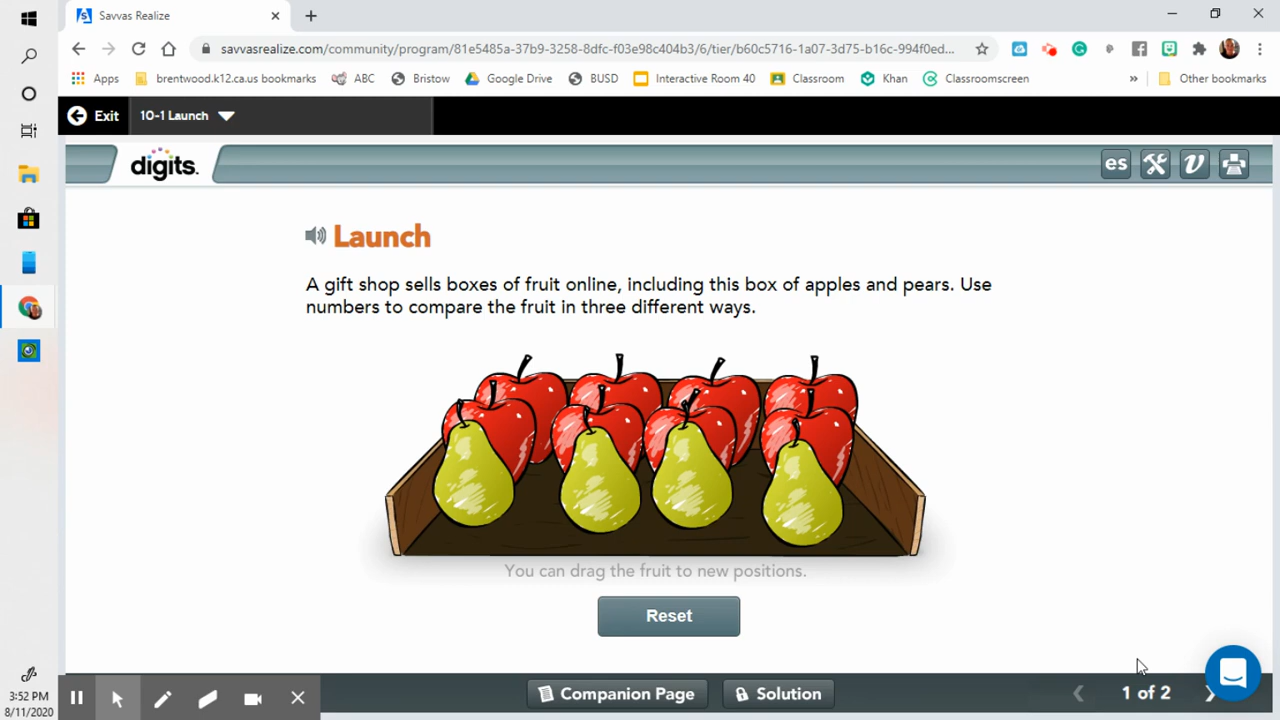 Savvas Realize
savvasrealize.com/community/program/81e5485a-37b9-3258-8dfc-f03e98c404b3/6/tier/b60c5716-1a07-3d75-b16c-994f0ed...
Apps brentwood.k12.ca.us bookmarks ABC Bristow Google Drive BUSD Interactive Room 40 Classroom Khan Classroomscreen » Other bookmarks
Exit 10-1 Launch
digits. es
Launch
A gift shop sells boxes of fruit online, including this box of apples and pears. Use
numbers to compare the fruit in three different ways.
You can drag the fruit to new positions.
Reset
Companion Page Solution 1 of 2
3:52 PM
8/11/2020